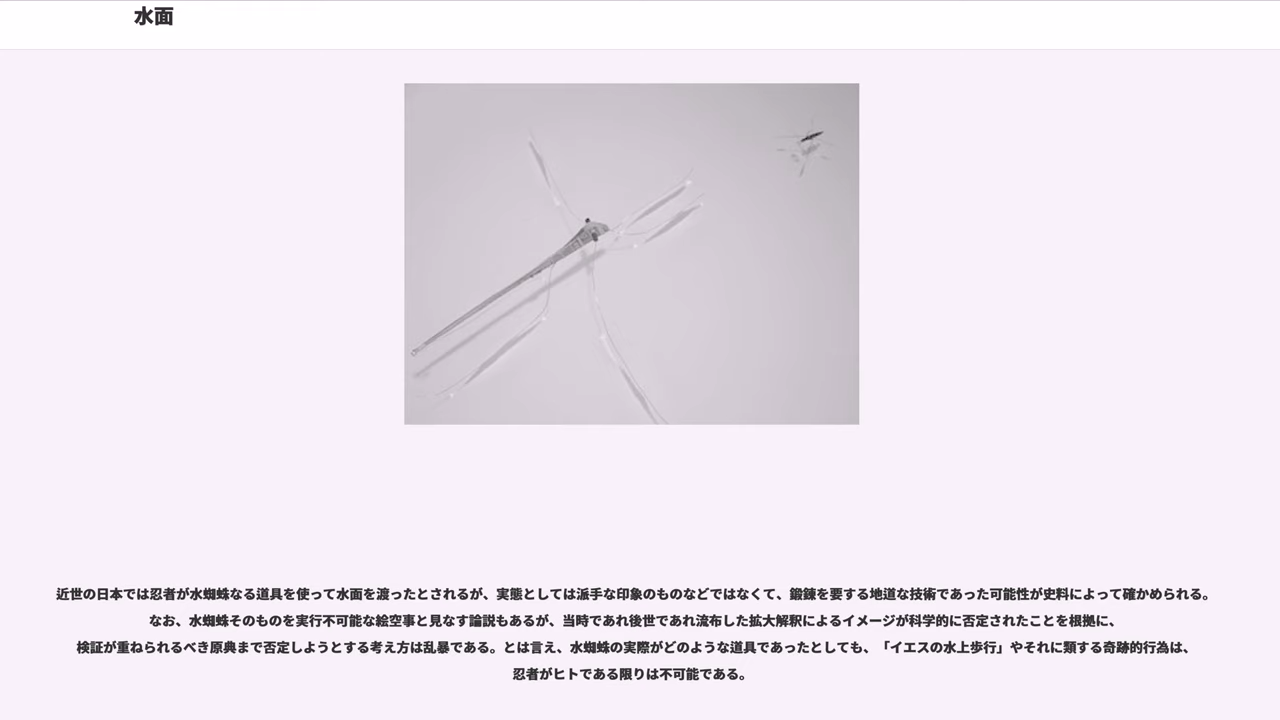 水面
近世の日本では忍者が水蜘蛛なる道具を使って水面を渡ったとされるが、実態としては派手な印象のものなどではなくて、鍛錬を要する地道な技術であった可能性が史料によって確かめられる。
なお、水蜘蛛そのものを実行不可能な絵空事と見なす論説もあるが、当時であれ後世であれ流布した拡大解釈によるイメージが科学的に否定されたことを根拠に、
検証が重ねられるべき原典まで否定しようとする考え方は乱暴である。とは言え、水蜘蛛の実際がどのような道具であったとしても、「イエスの水上歩行」やそれに類する奇跡的行為は、
忍者がヒトである限りは不可能である。